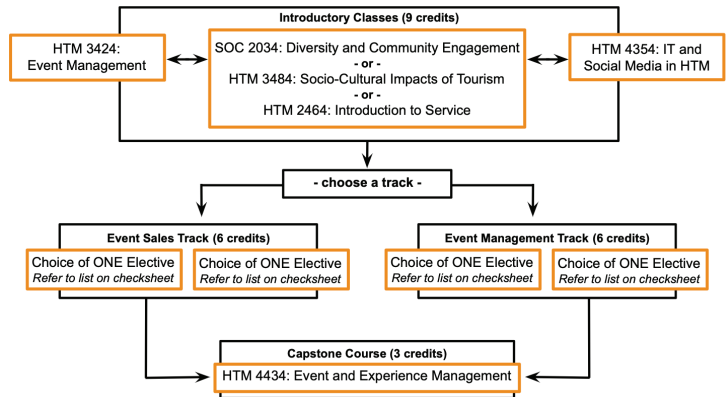 Introductory Classes (9 credits)
HTM 3424:
Event Management
SOC 2034: Diversity and Community Engagement
- or -
HTM 3484: Socio-Cultural Impacts of Tourism
- or -
HTM 2464: Introduction to Service
HTM 4354: IT and
Social Media in HTM
- choose a track -
Event Sales Track (6 credits)
Choice of ONE Elective
Refer to list on checksheet
Choice of ONE Elective
Refer to list on checksheet
Event Management Track (6 credits)
Choice of ONE Elective
Refer to list on checksheet
Choice of ONE Elective
Refer to list on checksheet
Capstone Course (3 credits)
HTM 4434: Event and Experience Management